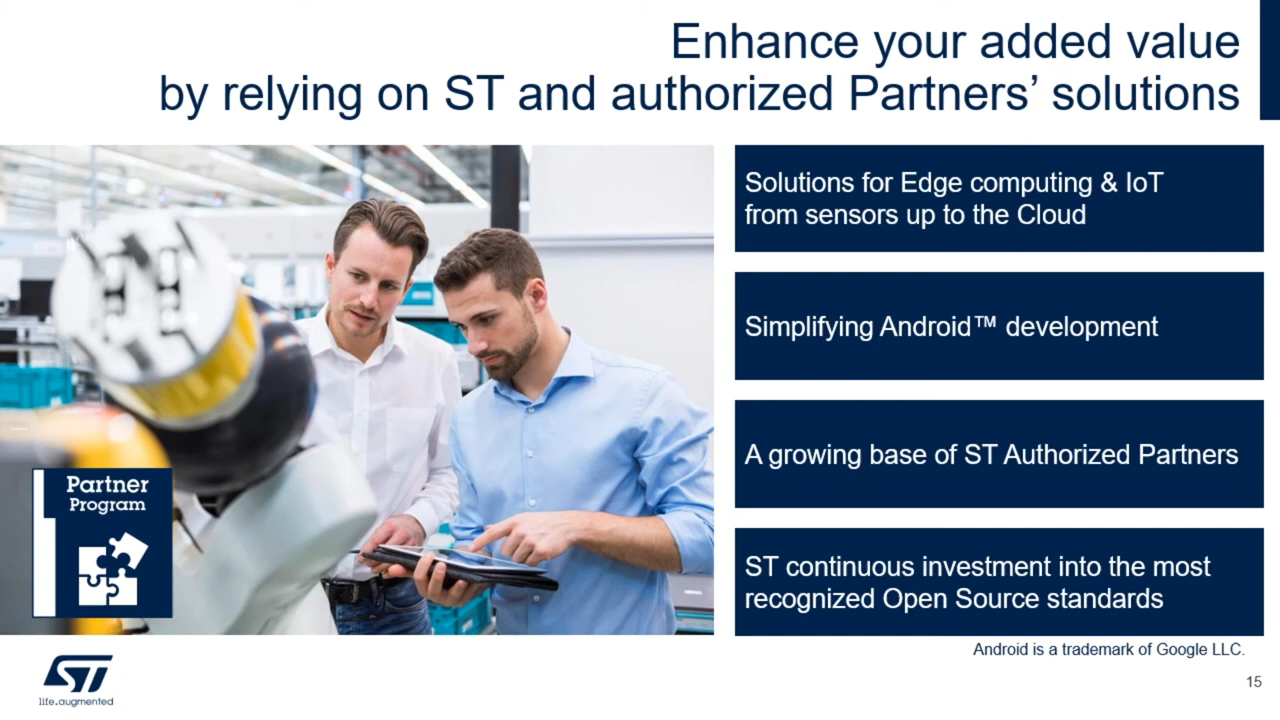 Enhance your added value
by relying on ST and authorized Partners’ solutions
Solutions for Edge computing & IoT
from sensors up to the Cloud
Simplifying Android™ development
A growing base of ST Authorized Partners
ST continuous investment into the most
recognized Open Source standards
Partner
Program
Android is a trademark of Google LLC.
ST
life.augmented
15